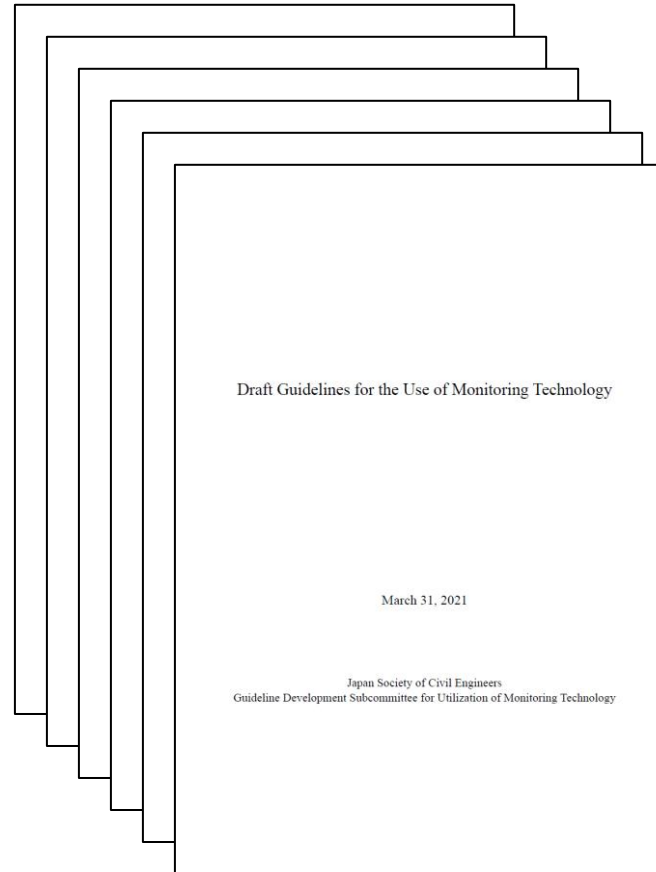 Draft Guidelines for the Use of Monitoring Technology
March 31, 2021
Japan Society of Civil Engineers
Guideline Development Subcommittee for Utilization of Monitoring Technology